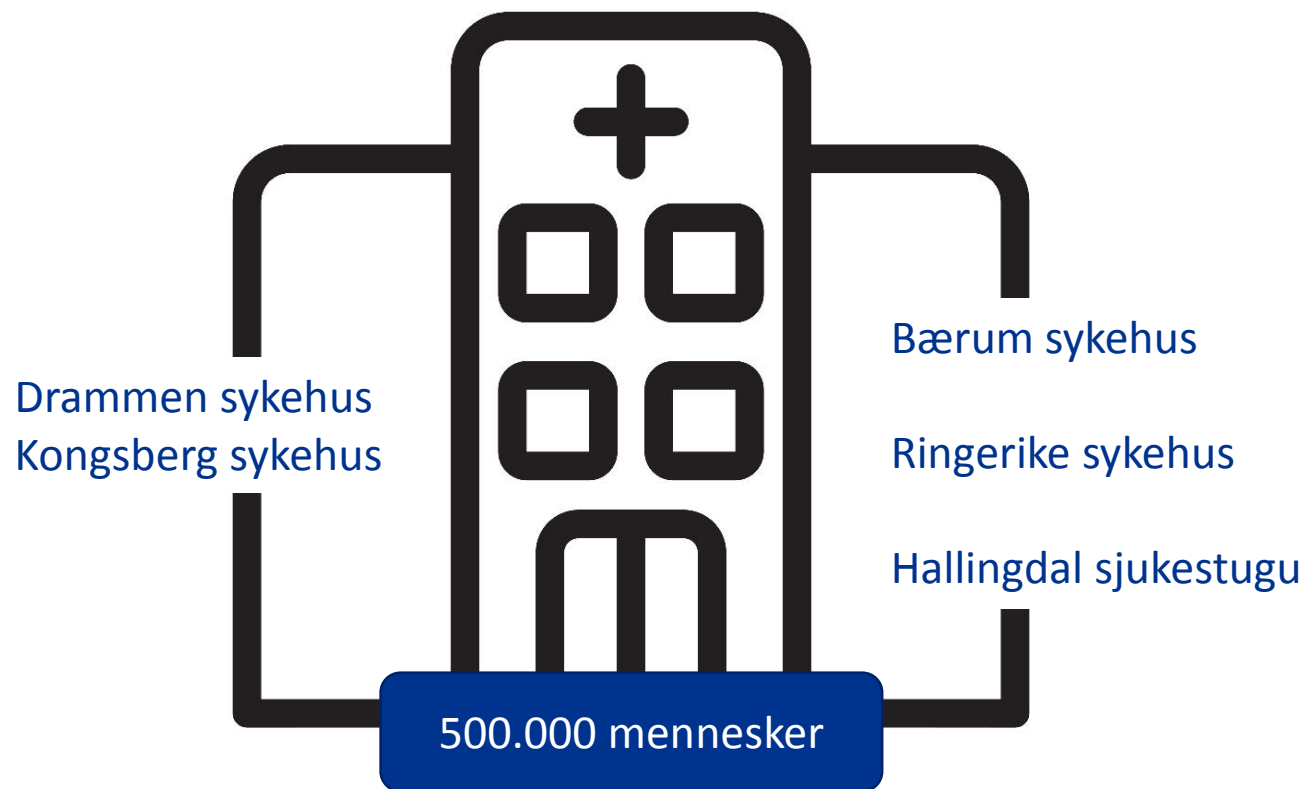 Drammen sykehus
Kongsberg sykehus
Bærum sykehus
Ringerike sykehus
Hallingdal sjukestugu
500.000 mennesker